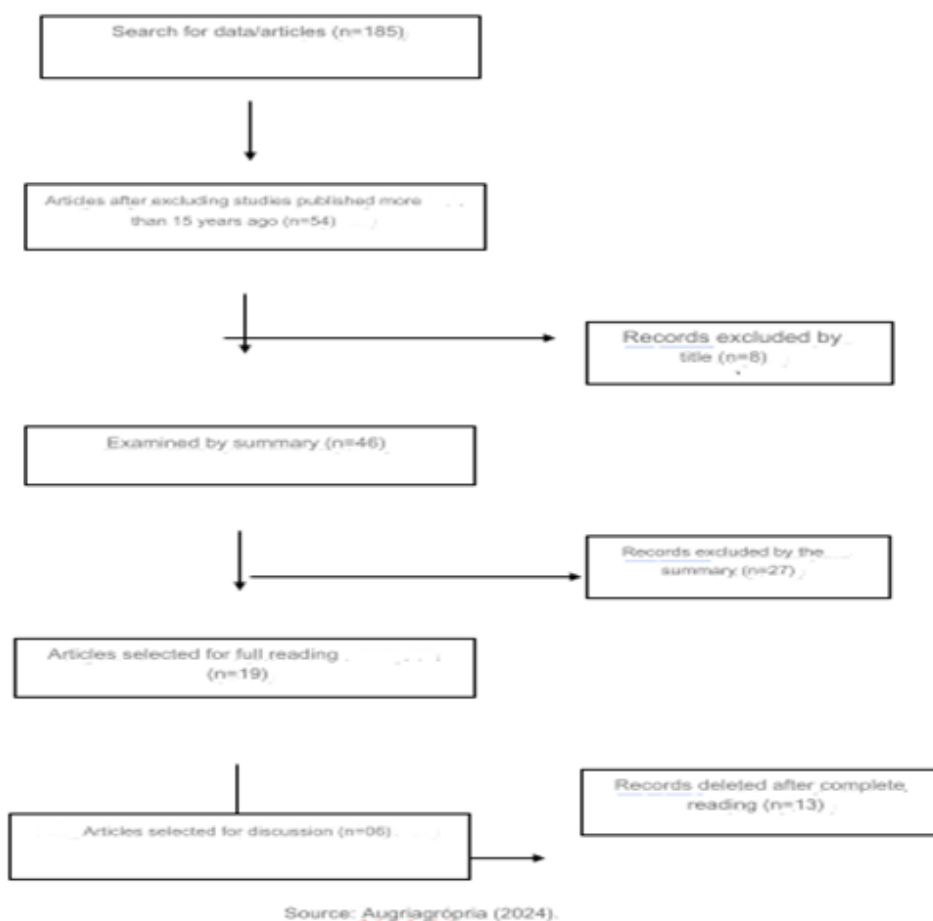 Search for data/articles (n=185)
Articles after excluding studies published more
than 15 years ago (n=54)
Records excluded by
title (n=8)
Examined by summary (n=46)
Records excluded by the
summary (n=27)
Articles selected for full reading
(n=19)
Records deleted after complete
reading (n=13)
Articles selected for discussion (n=06)
Source: Augriagrópria (2024).